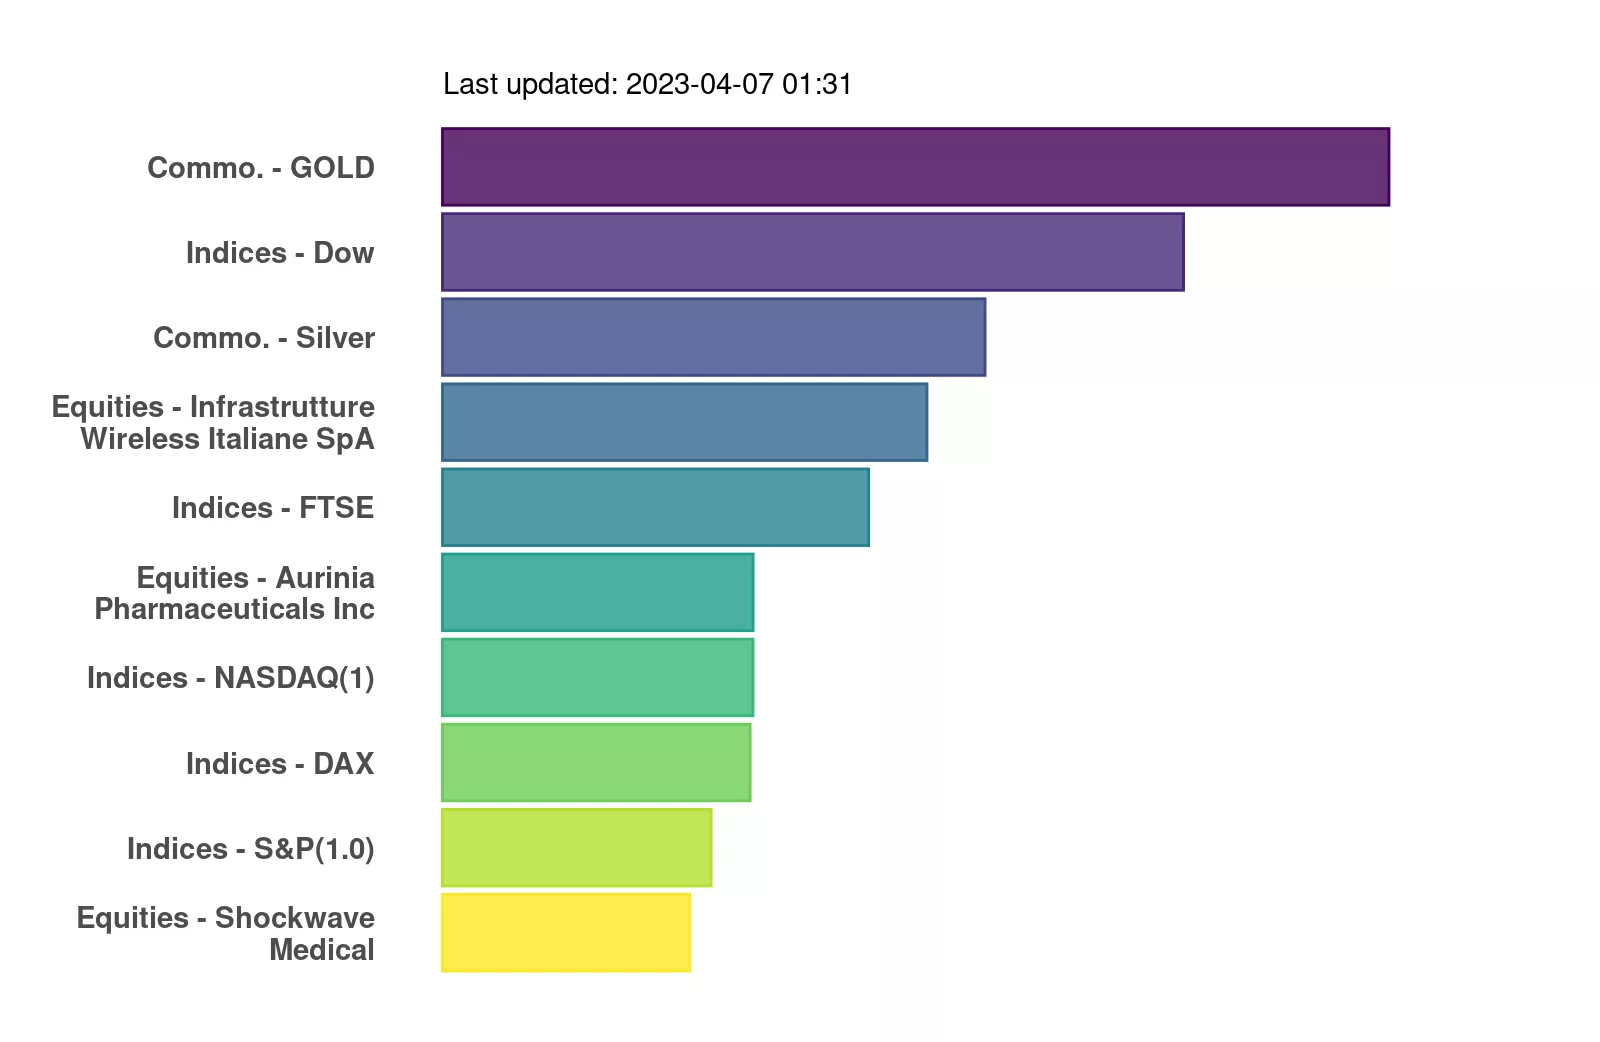 Last updated: 2023-04-07 01:31
Commo. - GOLD
Indices - Dow
Commo. - Silver
Equities - Infrastrutture
Wireless Italiane SpA
Indices - FTSE
Equities - Aurinia
Pharmaceuticals Inc
Indices - NASDAQ(1)
Indices - DAX
Indices - S&P(1.0)
Equities - Shockwave
Medical